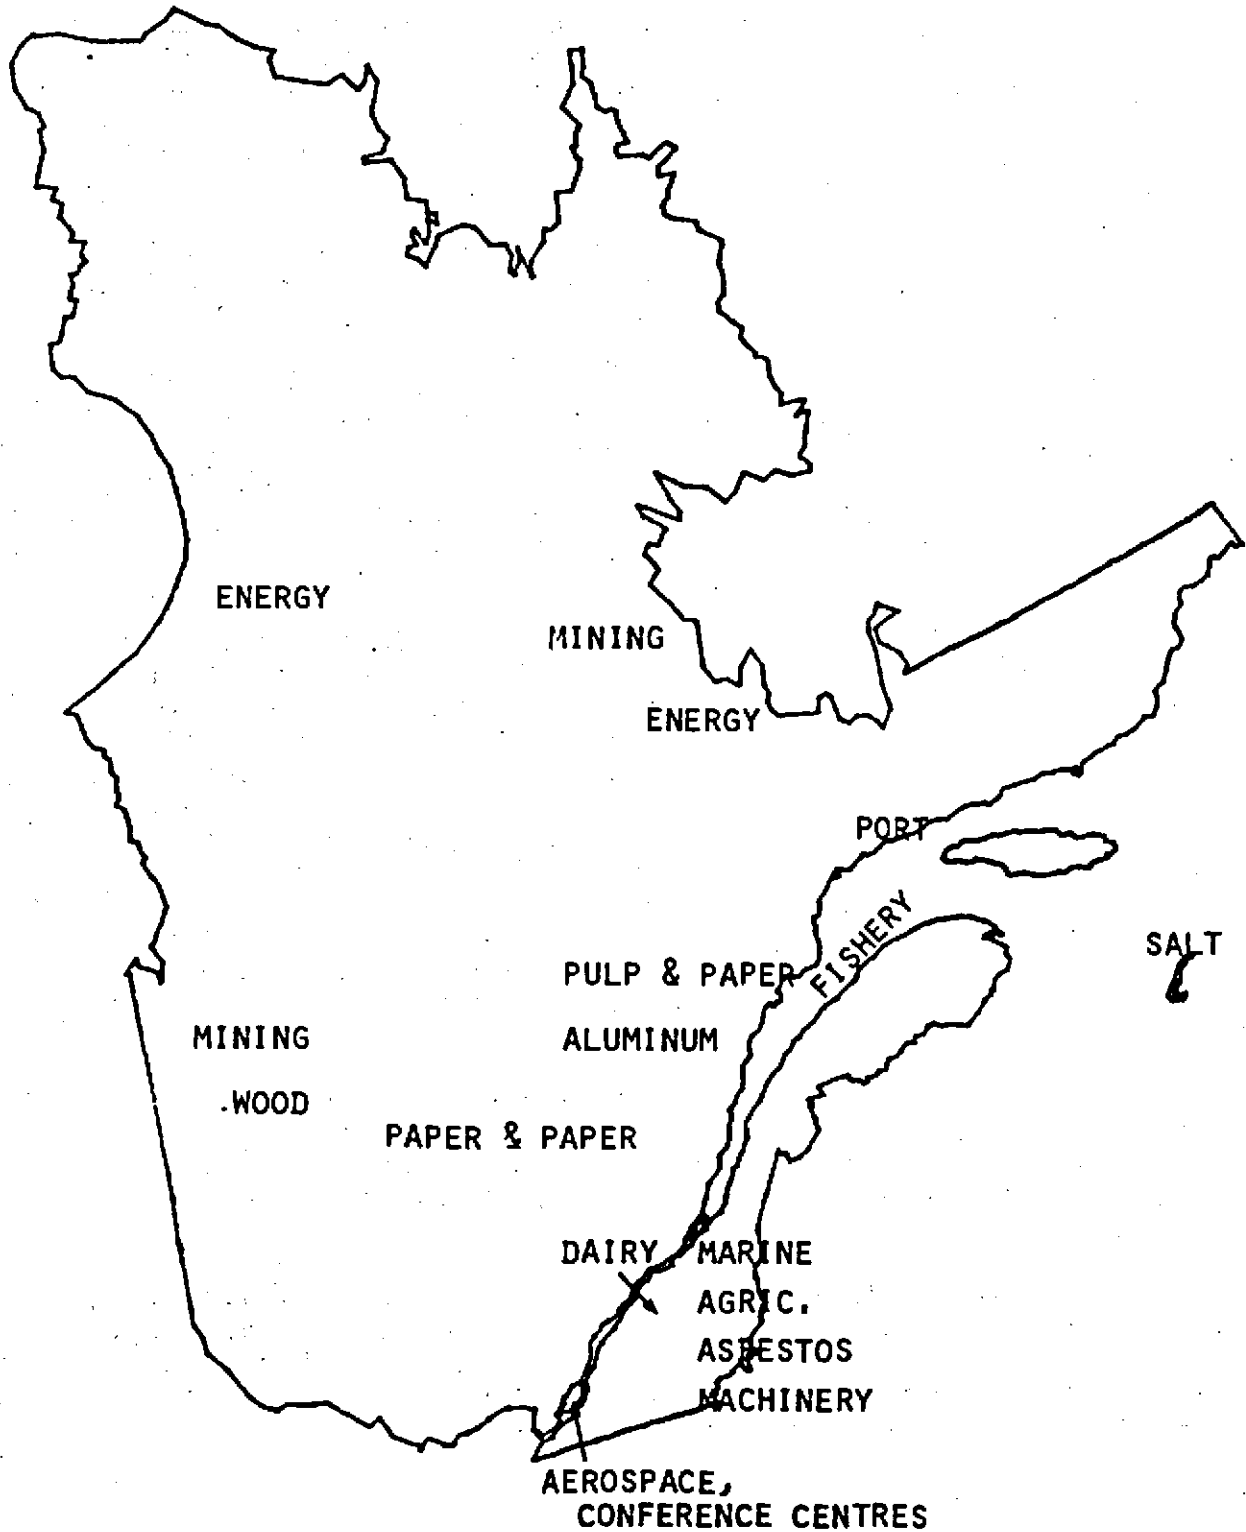 ENERGY
MINING
ENERGY
PORT
FISHERY
SALT
PULP & PAPER
ALUMINUM
MINING
.WOOD
PAPER & PAPER
DAIRY
MARINE
AGRIC.
ASBESTOS
MACHINERY
AEROSPACE,
CONFERENCE CENTRES